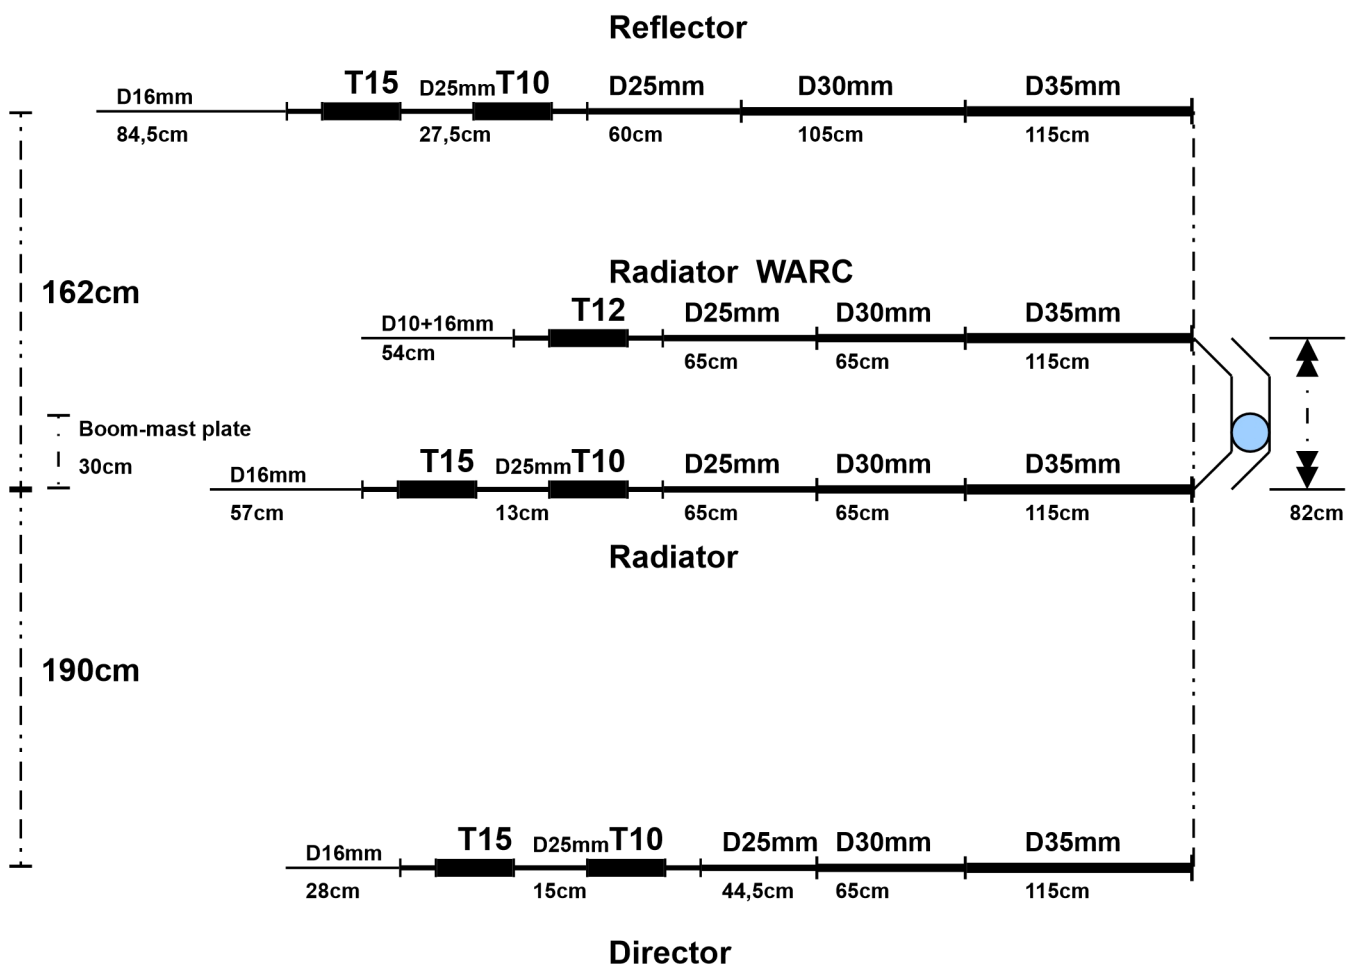 Reflector
T15 D25mm T10 D25mm D30mm D35mm
D16mm
84,5cm 27,5cm 60cm 105cm 115cm
162cm
Radiator WARC
T12 D25mm D30mm D35mm
D10+16mm
54cm 65cm 65cm 115cm
Boom-mast plate
30cm
T15 D25mm T10 D25mm D30mm D35mm
D16mm
57cm 13cm 65cm 65cm 115cm 82cm
Radiator
190cm
T15 D25mm T10 D25mm D30mm D35mm
D16mm
28cm 15cm 44,5cm 65cm 115cm
Director